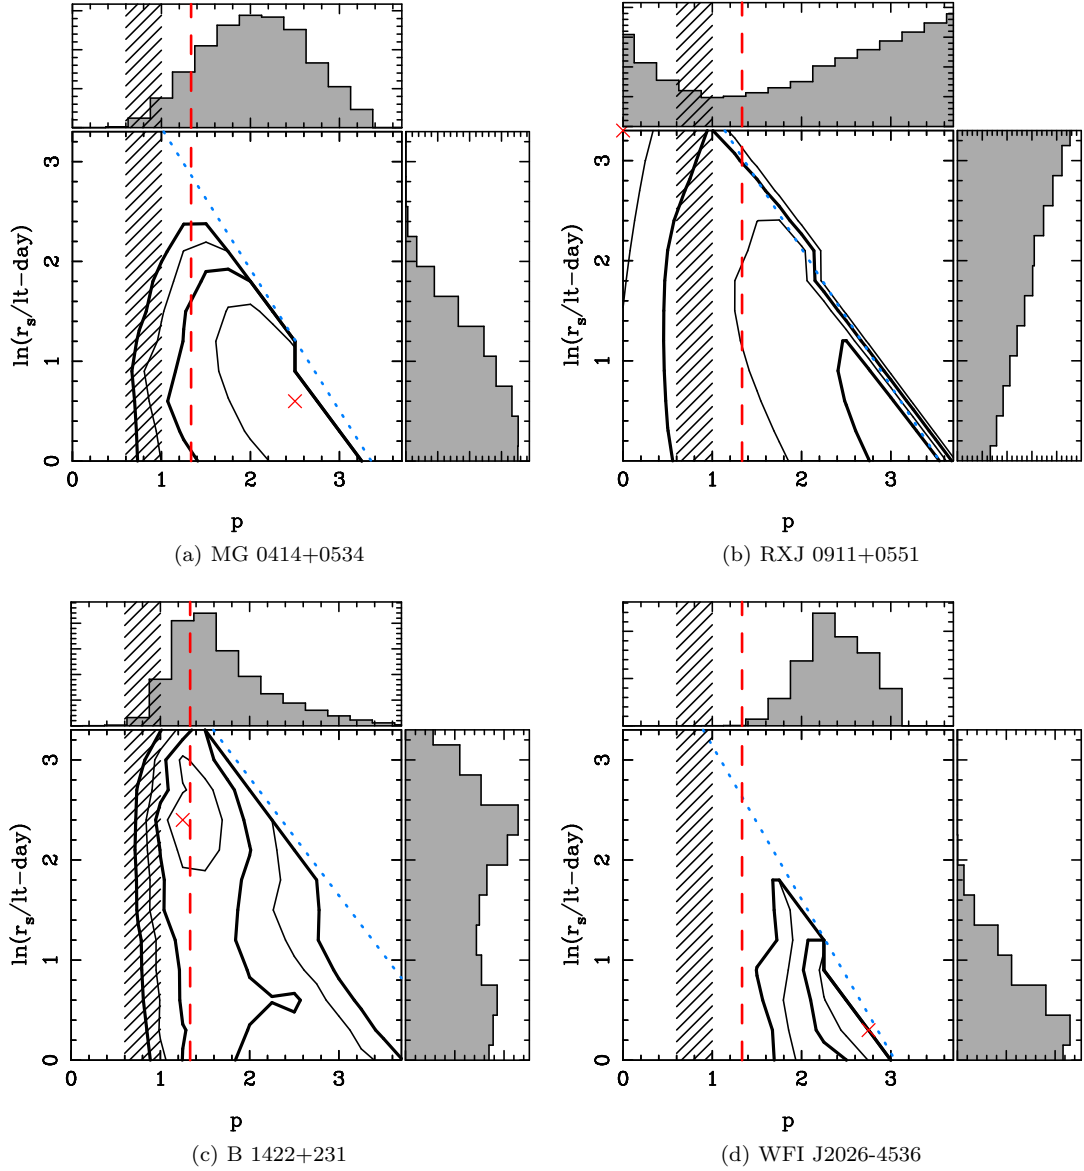 3
2
1
0
ln(r_s/lt-day)
0 1 2 3
p
(a) MG 0414+0534
3
2
1
0
ln(r_s/lt-day)
0 1 2 3
p
(b) RXJ 0911+0551
3
2
1
0
ln(r_s/lt-day)
0 1 2 3
p
(c) B 1422+231
3
2
1
0
ln(r_s/lt-day)
0 1 2 3
p
(d) WFI J2026-4536